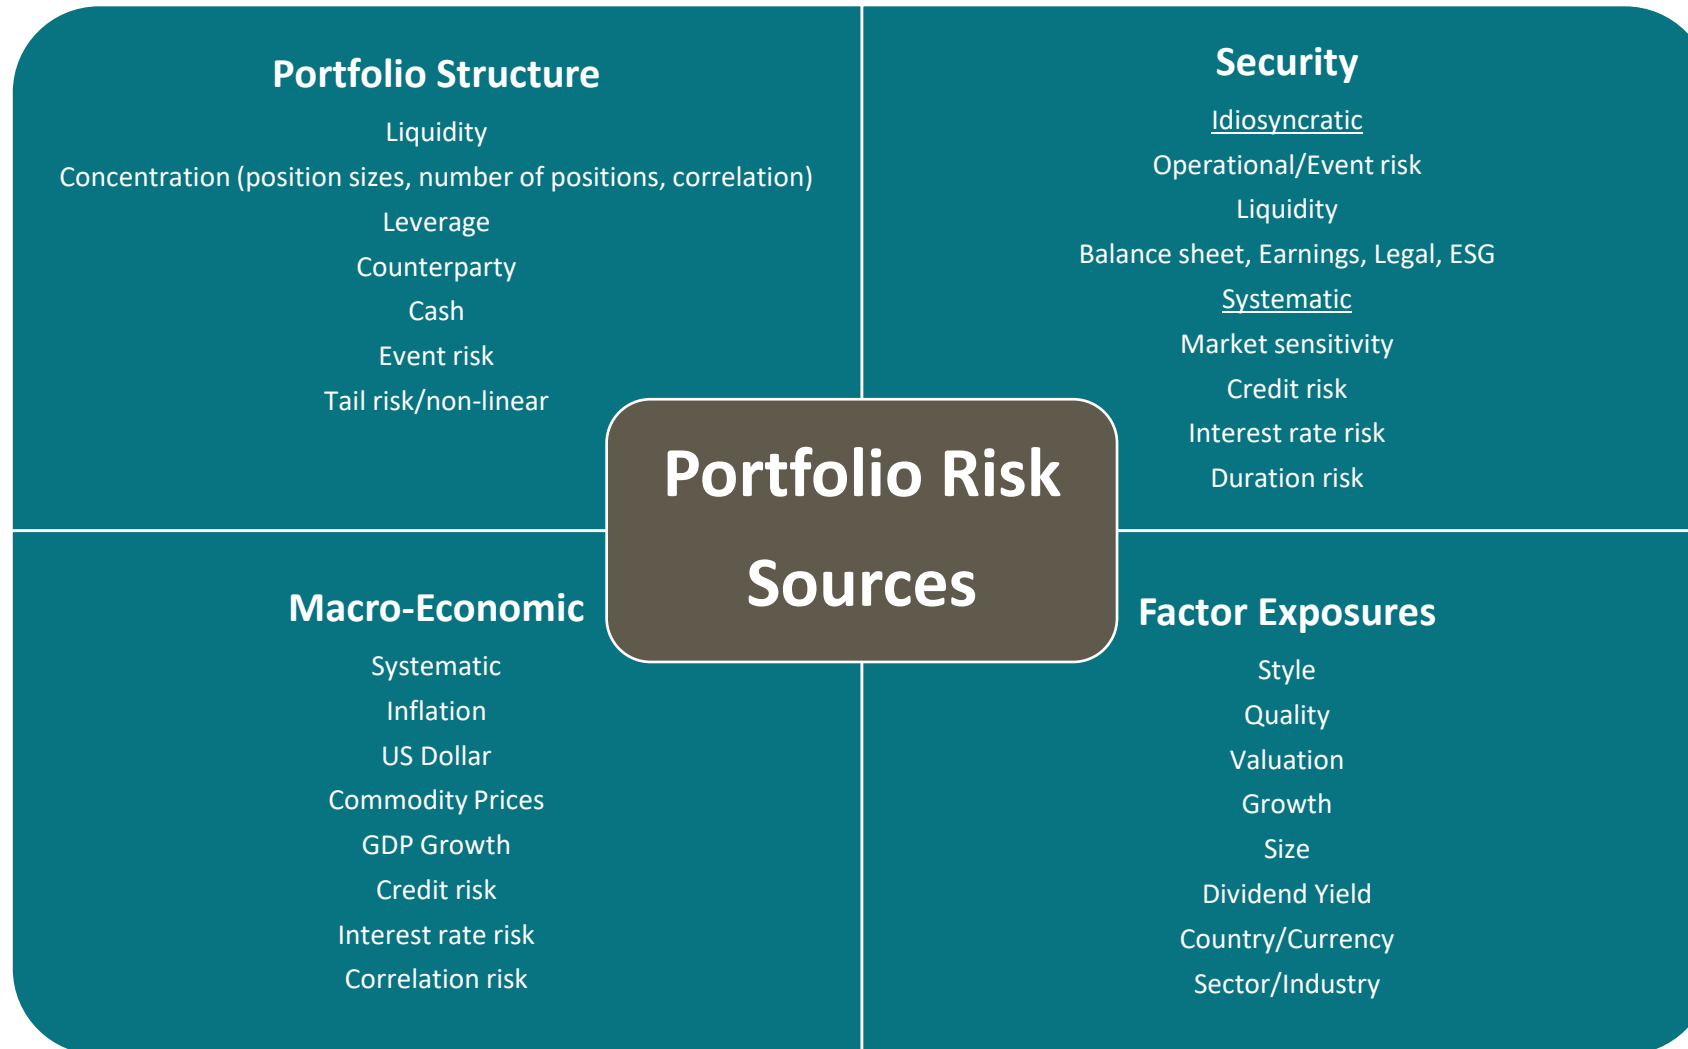 Portfolio Structure
Liquidity
Concentration (position sizes, number of positions, correlation)
Leverage
Counterparty
Cash
Event risk
Tail risk/non-linear
Security
Idiosyncratic
Operational/Event risk
Liquidity
Balance sheet, Earnings, Legal, ESG
Systematic
Market sensitivity
Credit risk
Interest rate risk
Duration risk
Portfolio Risk
Sources
Macro-Economic
Systematic
Inflation
US Dollar
Commodity Prices
GDP Growth
Credit risk
Interest rate risk
Correlation risk
Factor Exposures
Style
Quality
Valuation
Growth
Size
Dividend Yield
Country/Currency
Sector/Industry